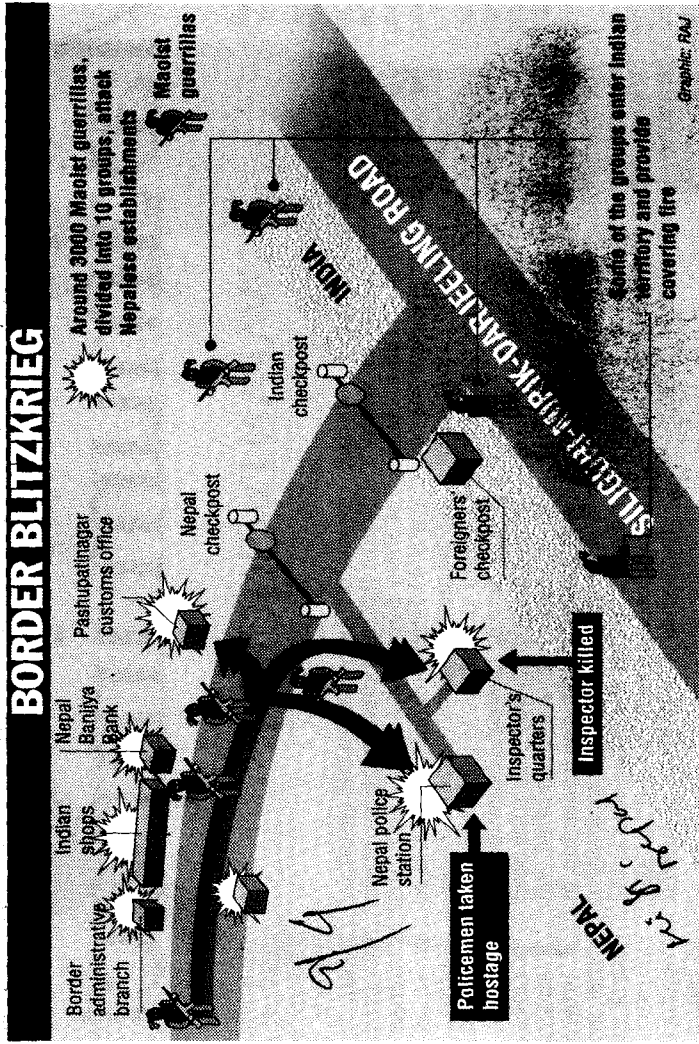 BORDER BLITZKRIEG
Around 3000 Maoist guerrillas,
divided into 10 groups, attack
Nepalese establishments
Maoist
guerrillas
Border
administrative
branch
Indian
shops
Nepal
Banijya
Bank
Pashupatinagar
customs office
Nepal
checkpost
Indian
checkpost
INDIA
Nepal police
station
Inspector's
quarters
Foreigners'
checkpost
SILIGURI-MIRIK-DARJEELING ROAD
Policemen taken
hostage
Inspector killed
Some of the groups enter Indian
territory and provide
covering fire
NEPAL
Graphic: RAJ